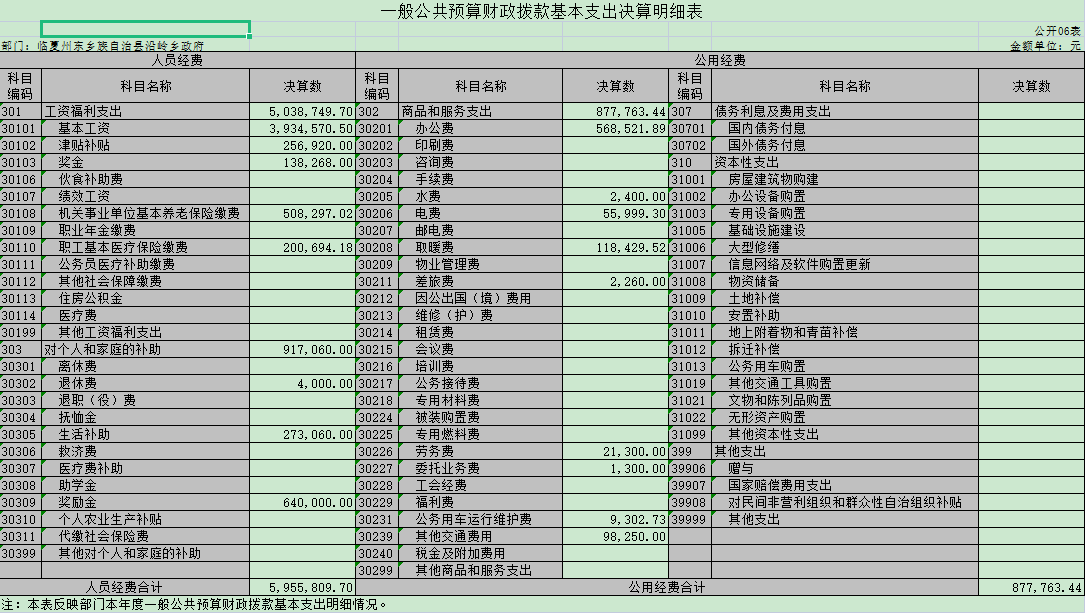 一般公共预算财政拨款基本支出决算明细表
公开06表
部门：临夏州东乡族自治县沿岭乡政府 金额单位：元
人员经费 公用经费
科目编码 科目名称 决算数 科目编码 科目名称 决算数 科目编码 科目名称 决算数
301 工资福利支出 5,038,749.70 302 商品和服务支出 877,763.44 307 债务利息及费用支出
30101 基本工资 3,934,570.50 30201 办公费 568,521.89 30701 国内债务付息
30102 津贴补贴 256,920.00 30202 印刷费 30702 国外债务付息
30103 奖金 138,268.00 30203 咨询费 310 资本性支出
30106 伙食补助费 30204 手续费 31001 房屋建筑物购建
30107 绩效工资 30205 水费 2,400.00 31002 办公设备购置
30108 机关事业单位基本养老保险缴费 508,297.02 30206 电费 55,999.30 31003 专用设备购置
30109 职业年金缴费 30207 邮电费 31005 基础设施建设
30110 职工基本医疗保险缴费 200,694.18 30208 取暖费 118,429.52 31006 大型修缮
30111 公务员医疗补助缴费 30209 物业管理费 31007 信息网络及软件购置更新
30112 其他社会保障缴费 30211 差旅费 2,260.00 31008 物资储备
30113 住房公积金 30212 因公出国（境）费用 31009 土地补偿
30114 医疗费 30213 维修（护）费 31010 安置补助
30199 其他工资福利支出 30214 租赁费 31011 地上附着物和青苗补偿
303 对个人和家庭的补助 917,060.00 30215 会议费 31012 拆迁补偿
30301 离休费 30216 培训费 31013 公务用车购置
30302 退休费 4,000.00 30217 公务接待费 31019 其他交通工具购置
30303 退职（役）费 30218 专用材料费 31021 文物和陈列品购置
30304 抚恤金 30224 被装购置费 31022 无形资产购置
30305 生活补助 273,060.00 30225 专用燃料费 31099 其他资本性支出
30306 救济费 30226 劳务费 21,300.00 399 其他支出
30307 医疗费补助 30227 委托业务费 1,300.00 39906 赠与
30308 助学金 30228 工会经费 39907 国家赔偿费用支出
30309 奖励金 640,000.00 30229 福利费 39908 对民间非营利组织和群众性自治组织补贴
30310 个人农业生产补贴 30231 公务用车运行维护费 9,302.73 39999 其他支出
30311 代缴社会保险费 30239 其他交通费用 98,250.00
30399 其他对个人和家庭的补助 30240 税金及附加费用
30299 其他商品和服务支出
人员经费合计 5,955,809.70 公用经费合计 877,763.44
注：本表反映部门本年度一般公共预算财政拨款基本支出明细情况。